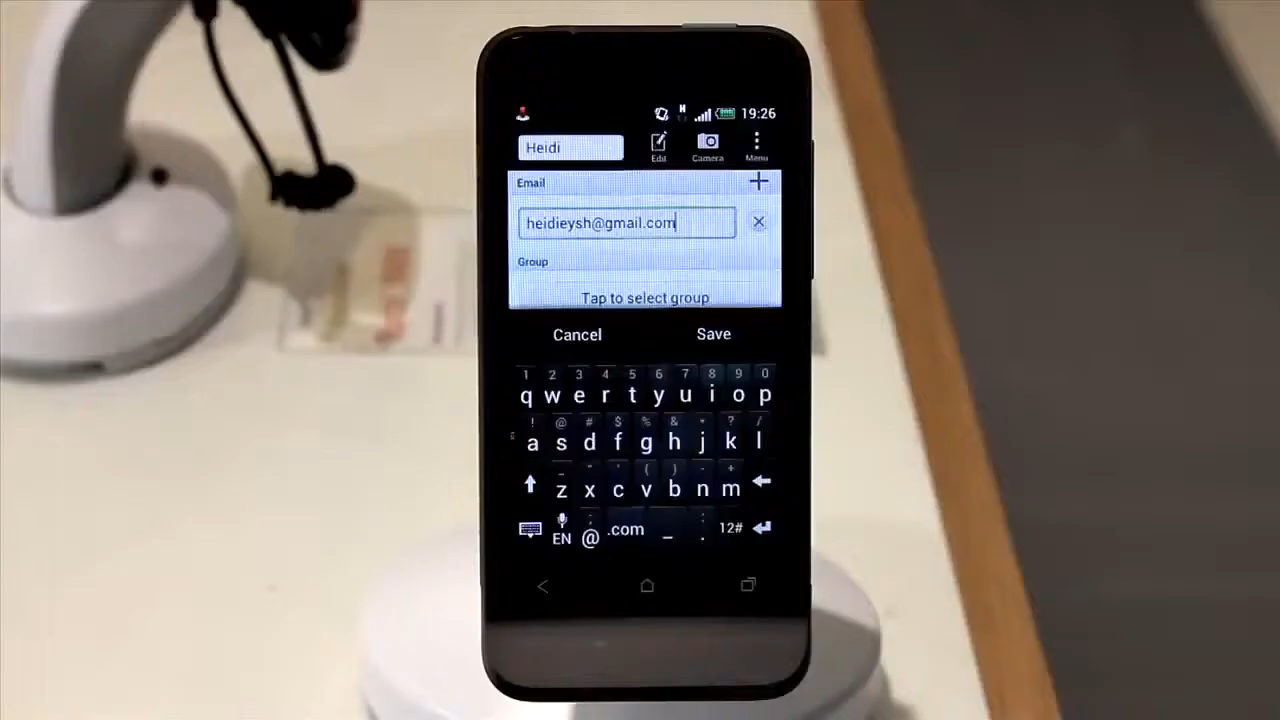 19:26
Heidi
Edit Camera Menu
Email
heidieysh@gmail.com
Group
Tap to select group
Cancel Save
1 2 3 4 5 6 7 8 9 0
q w e r t y u i o p
! @ # $ % & * ? /
a s d f g h j k l
_ " ' ( ) - +
z x c v b n m
EN @ .com _ . 12#